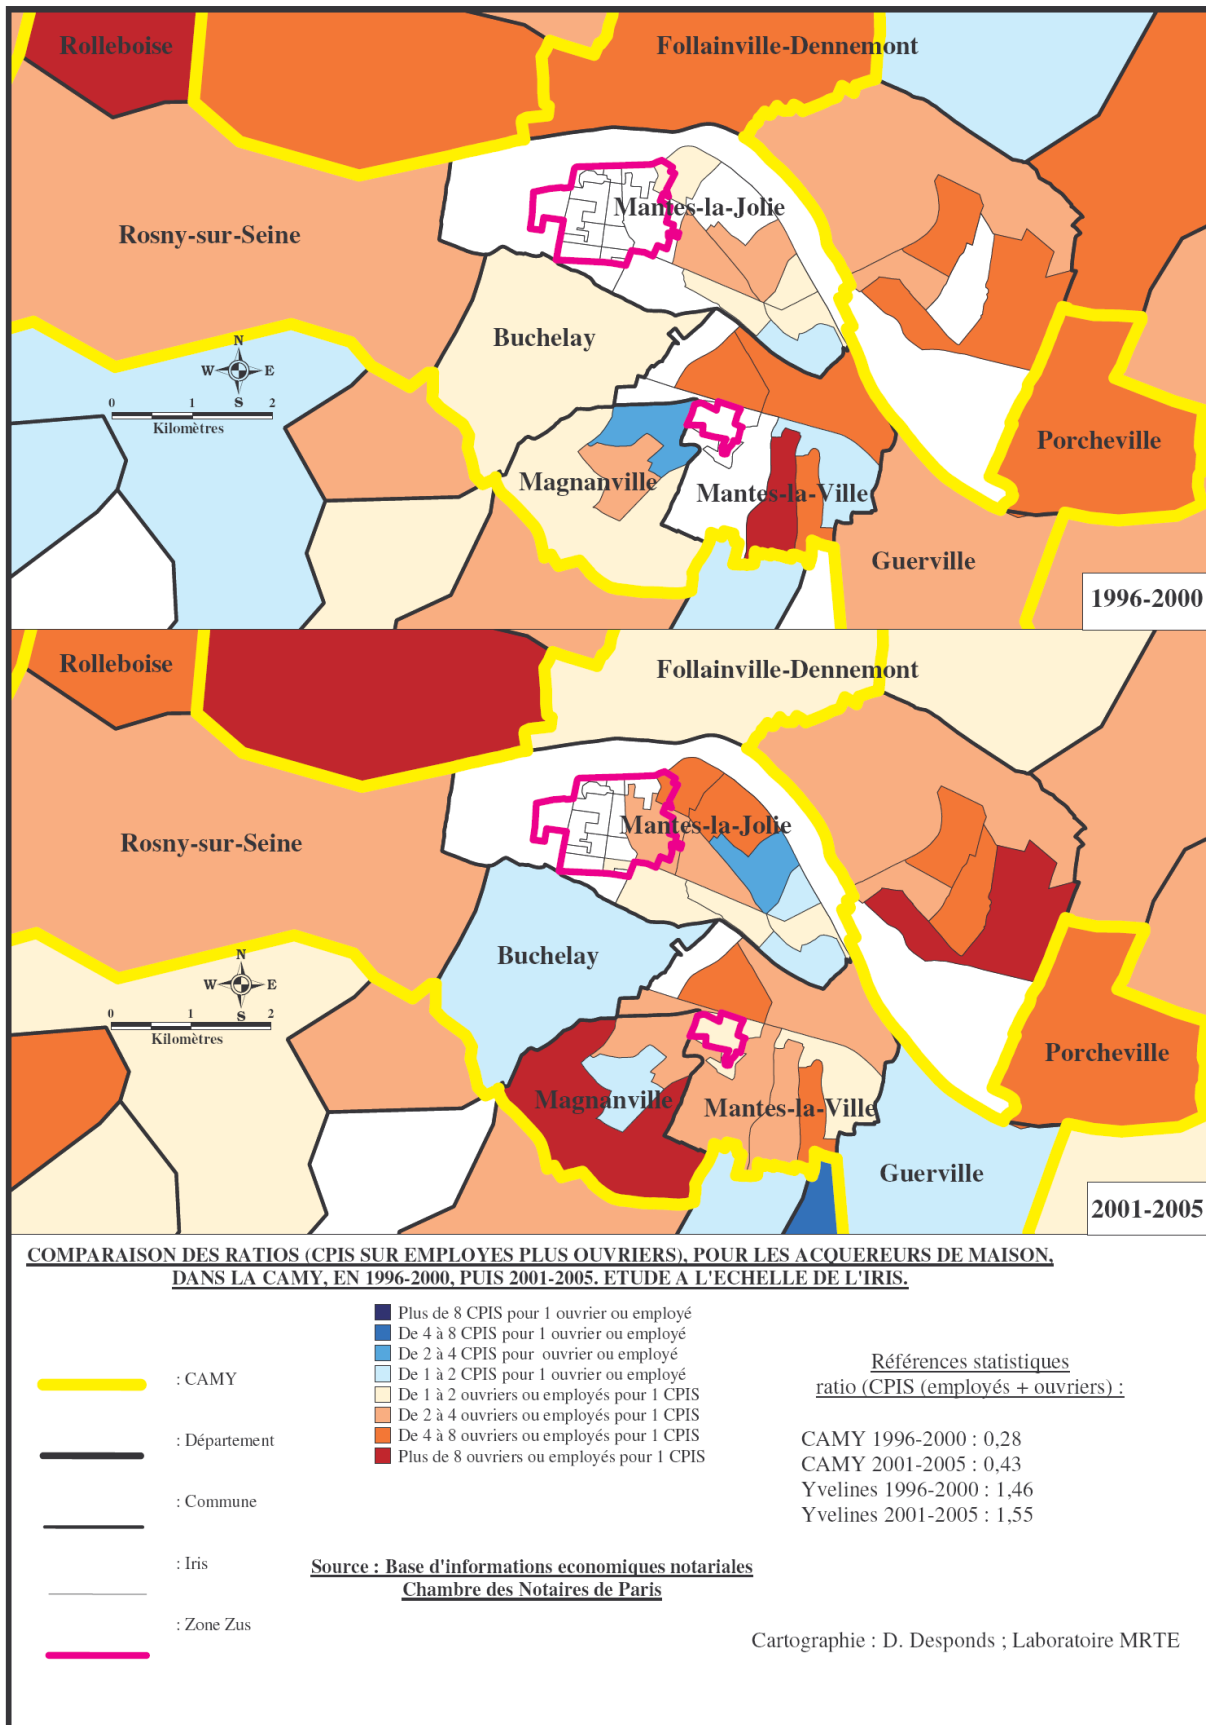 Rolleboise
Follainville-Dennemont
Mantes-la-Jolie
Rosny-sur-Seine
Buchelay
N
W E
S
0 1 2
Kilomètres
Porcheville
Magnanville
Mantes-la-Ville
Guerville
1996-2000
Rolleboise
Follainville-Dennemont
Mantes-la-Jolie
Rosny-sur-Seine
Buchelay
N
W E
S
0 1 2
Kilomètres
Porcheville
Magnanville
Mantes-la-Ville
Guerville
2001-2005
COMPARAISON DES RATIOS (CPIS SUR EMPLOYES PLUS OUVRIERS), POUR LES ACQUEREURS DE MAISON,
DANS LA CAMY, EN 1996-2000, PUIS 2001-2005. ETUDE A L'ECHELLE DE L'IRIS.
Plus de 8 CPIS pour 1 ouvrier ou employé
De 4 à 8 CPIS pour 1 ouvrier ou employé
De 2 à 4 CPIS pour ouvrier ou employé
De 1 à 2 CPIS pour 1 ouvrier ou employé
De 1 à 2 ouvriers ou employés pour 1 CPIS
De 2 à 4 ouvriers ou employés pour 1 CPIS
De 4 à 8 ouvriers ou employés pour 1 CPIS
Plus de 8 ouvriers ou employés pour 1 CPIS
: CAMY
: Département
: Commune
: Iris
: Zone Zus
Références statistiques
ratio (CPIS (employés + ouvriers) :
CAMY 1996-2000 : 0,28
CAMY 2001-2005 : 0,43
Yvelines 1996-2000 : 1,46
Yvelines 2001-2005 : 1,55
Source : Base d'informations economiques notariales
Chambre des Notaires de Paris
Cartographie : D. Desponds ; Laboratoire MRTE